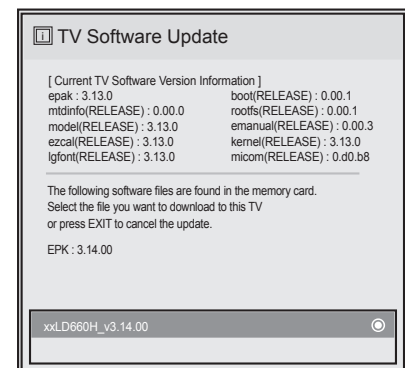 TV Software Update
[ Current TV Software Version Information ]
epak : 3.13.0 boot(RELEASE) : 0.00.1
mtdinfo(RELEASE) : 0.00.0 rootfs(RELEASE) : 0.00.1
model(RELEASE) : 3.13.0 emanual(RELEASE) : 0.00.3
ezcal(RELEASE) : 3.13.0 kernel(RELEASE) : 3.13.0
lgfont(RELEASE) : 3.13.0 micom(RELEASE) : 0.d0.b8
The following software files are found in the memory card.
Select the file you want to download to this TV
or press EXIT to cancel the update.
EPK : 3.14.00
xxLD660H_v3.14.00